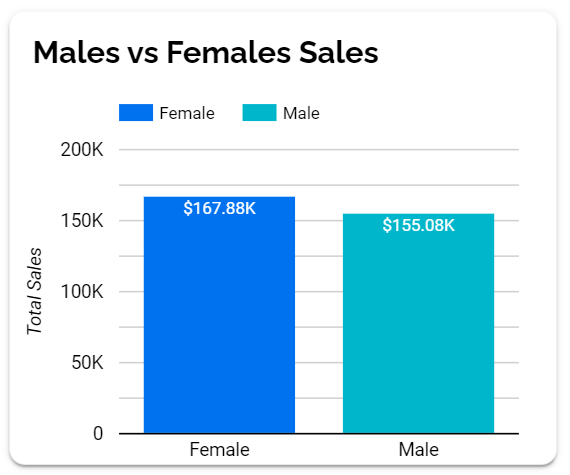 Males vs Females Sales
Female Male
200K
$167.88K
150K
$155.08K
Total Sales
100K
50K
0
Female Male